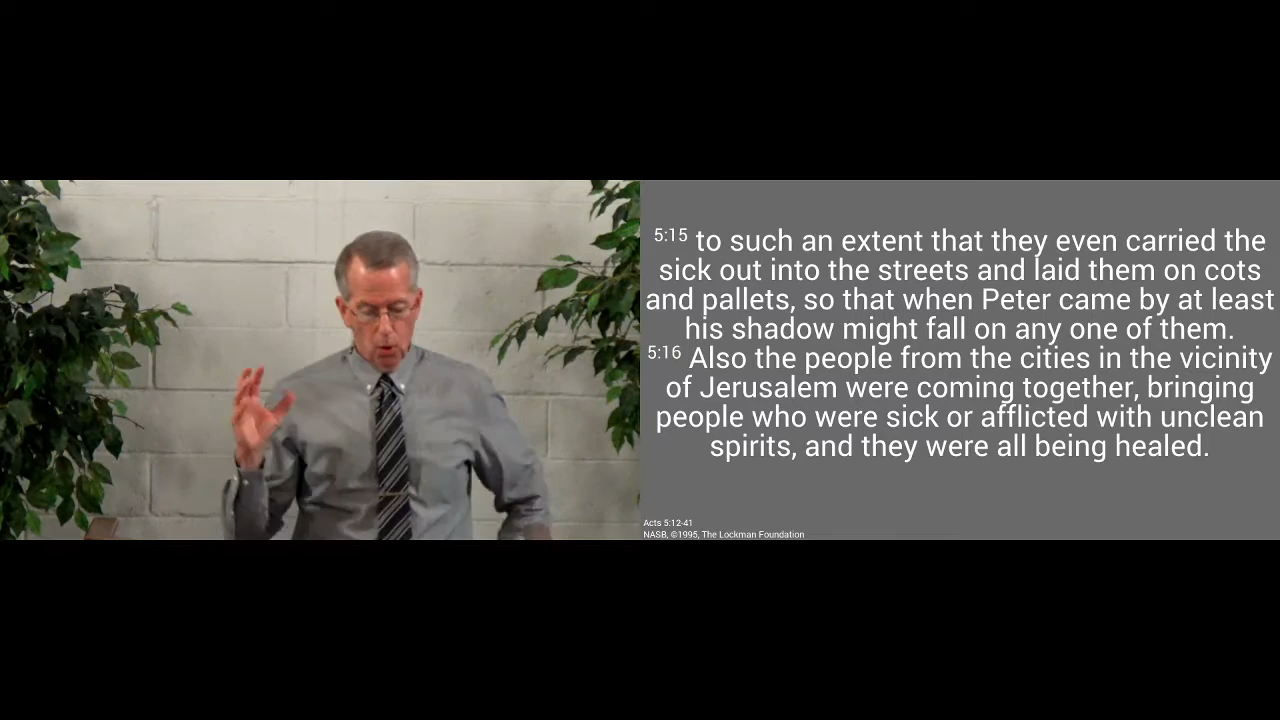 5:15 to such an extent that they even carried the
sick out into the streets and laid them on cots
and pallets, so that when Peter came by at least
his shadow might fall on any one of them.
5:16 Also the people from the cities in the vicinity
of Jerusalem were coming together, bringing
people who were sick or afflicted with unclean
spirits, and they were all being healed.
Acts 5:12-41
NASB, ©1995, The Lockman Foundation